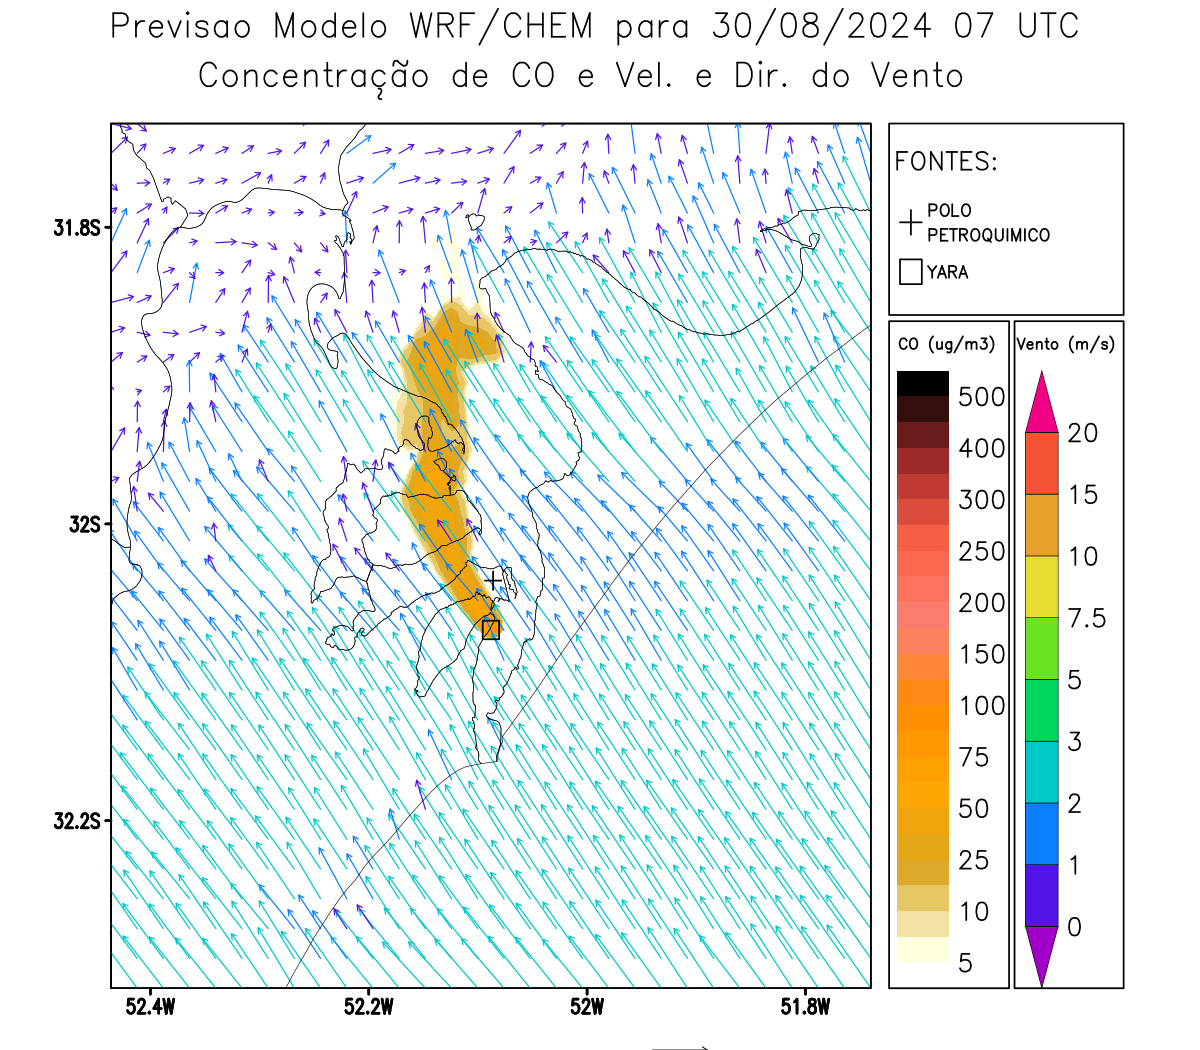 Previsao Modelo WRF/CHEM para 30/08/2024 07 UTC
Concentração de CO e Vel. e Dir. do Vento
FONTES:
POLO
PETROQUIMICO
YARA
CO (ug/m3)
500
400
300
250
200
150
100
75
50
25
10
5
Vento (m/s)
20
15
10
7.5
5
3
2
1
0
31.8S
32S
32.2S
52.4W
52.2W
52W
51.8W